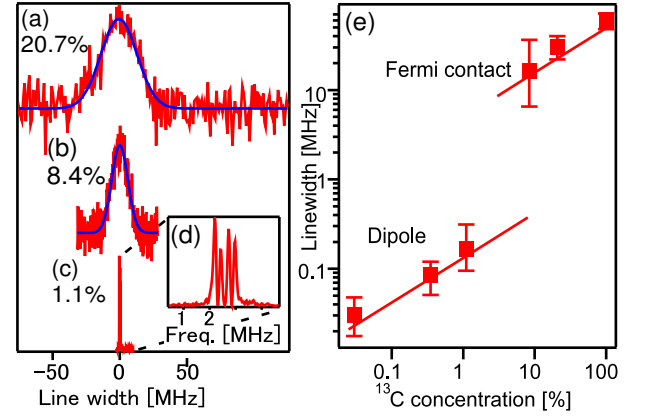 (a)
20.7%
(b)
8.4%
(c)
1.1%
(d)
1 2
Freq. [MHz]
−50 0 50 100
Line width [MHz]
(e)
Fermi contact
Dipole
10
1
0.1
Linewidth [MHz]
0.1 1 10 100
¹³C concentration [%]